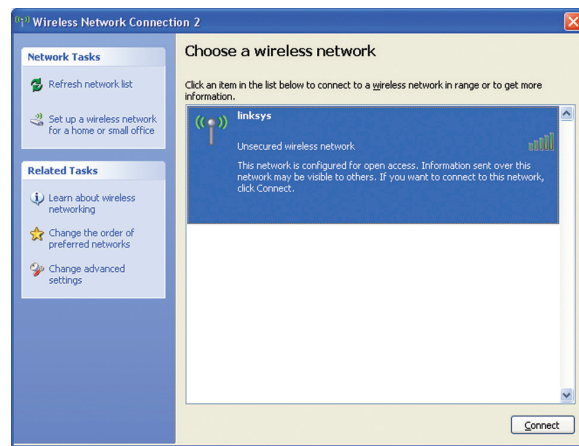 Wireless Network Connection 2
Network Tasks
Refresh network list
Set up a wireless network
for a home or small office
Related Tasks
Learn about wireless
networking
Change the order of
preferred networks
Change advanced
settings
Choose a wireless network
Click an item in the list below to connect to a wireless network in range or to get more
information.
linksys
Unsecured wireless network
This network is configured for open access. Information sent over this
network may be visible to others. If you want to connect to this network,
click Connect.
Connect